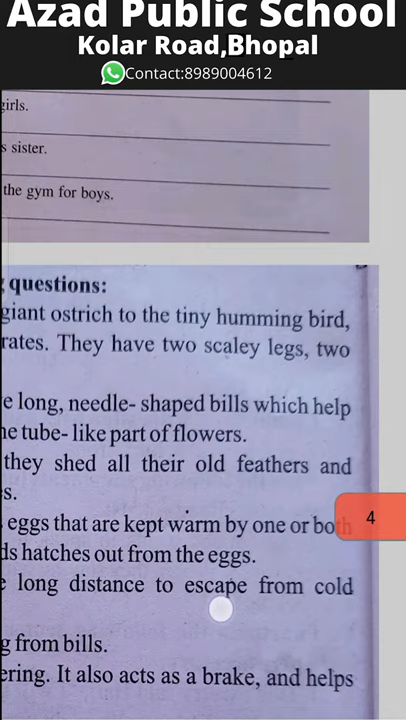 Azad Public School
Kolar Road,Bhopal
Contact:8989004612
girls.
s sister.
the gym for boys.
questions:
giant ostrich to the tiny humming bird,
rates. They have two scaley legs, two
e long, needle- shaped bills which help
he tube- like part of flowers.
they shed all their old feathers and
s.
eggs that are kept warm by one or both
ds hatches out from the eggs.
4
e long distance to escape from cold
g from bills.
ering. It also acts as a brake, and helps